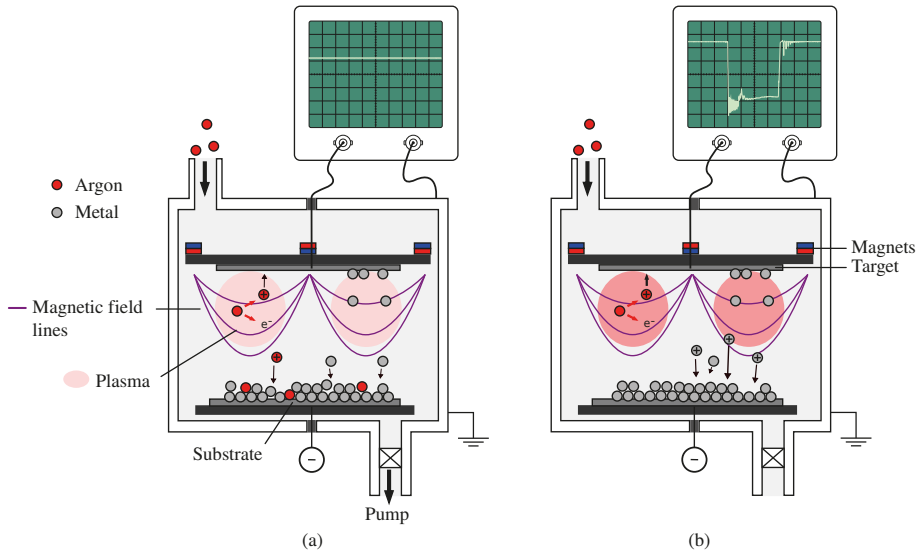 Argon
Metal
Magnetic field
lines
Plasma
e-
Substrate
−
Pump
(a)
e-
Magnets
Target
−
(b)